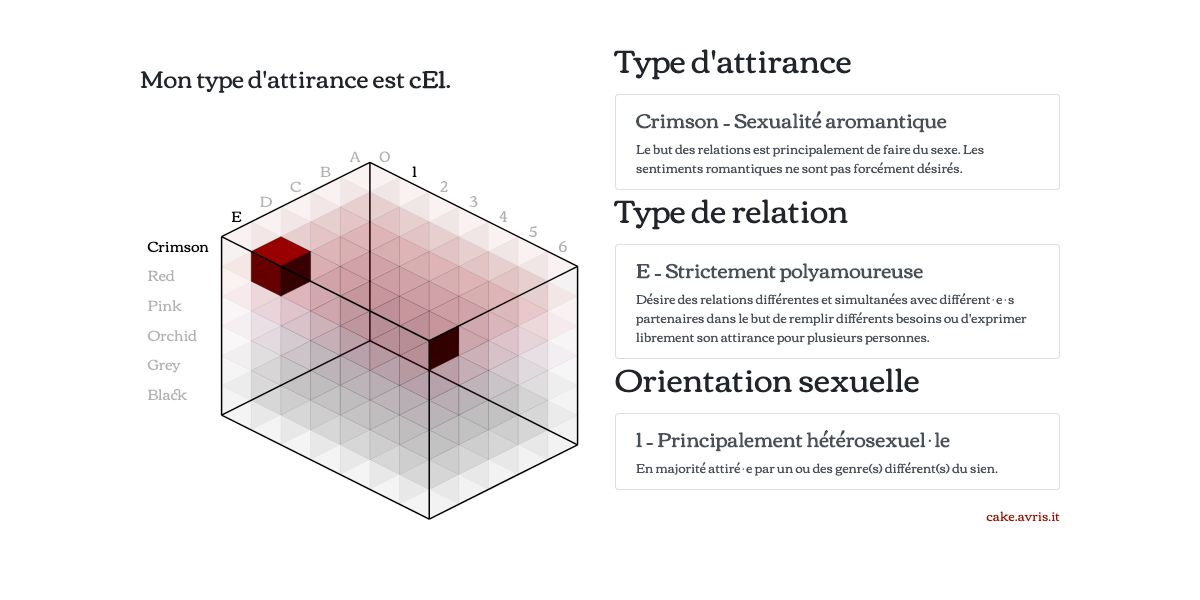 Mon type d'attirance est cE1.
A O
B 1
C 2
D 3
E 4
5
6
Crimson
Red
Pink
Orchid
Grey
Black
Type d'attirance
Crimson - Sexualité aromantique
Le but des relations est principalement de faire du sexe. Les
sentiments romantiques ne sont pas forcément désirés.
Type de relation
E - Strictement polyamoureuse
Désire des relations différentes et simultanées avec différent·e·s
partenaires dans le but de remplir différents besoins ou d'exprimer
librement son attirance pour plusieurs personnes.
Orientation sexuelle
1 - Principalement hétérosexuel·le
En majorité attiré·e par un ou des genre(s) différent(s) du sien.
cake.avris.it